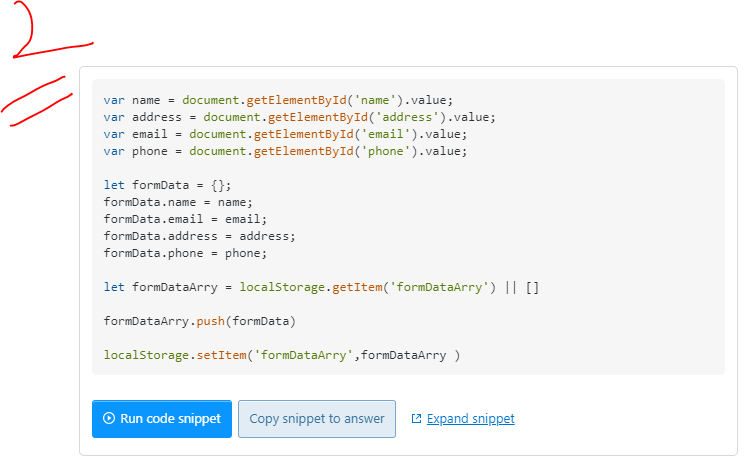 2
var name = document.getElementById('name').value;
var address = document.getElementById('address').value;
var email = document.getElementById('email').value;
var phone = document.getElementById('phone').value;
let formData = {};
formData.name = name;
formData.email = email;
formData.address = address;
formData.phone = phone;
let formDataArry = localStorage.getItem('formDataArry') || []
formDataArry.push(formData)
localStorage.setItem('formDataArry',formDataArry )
Run code snippet Copy snippet to answer Expand snippet